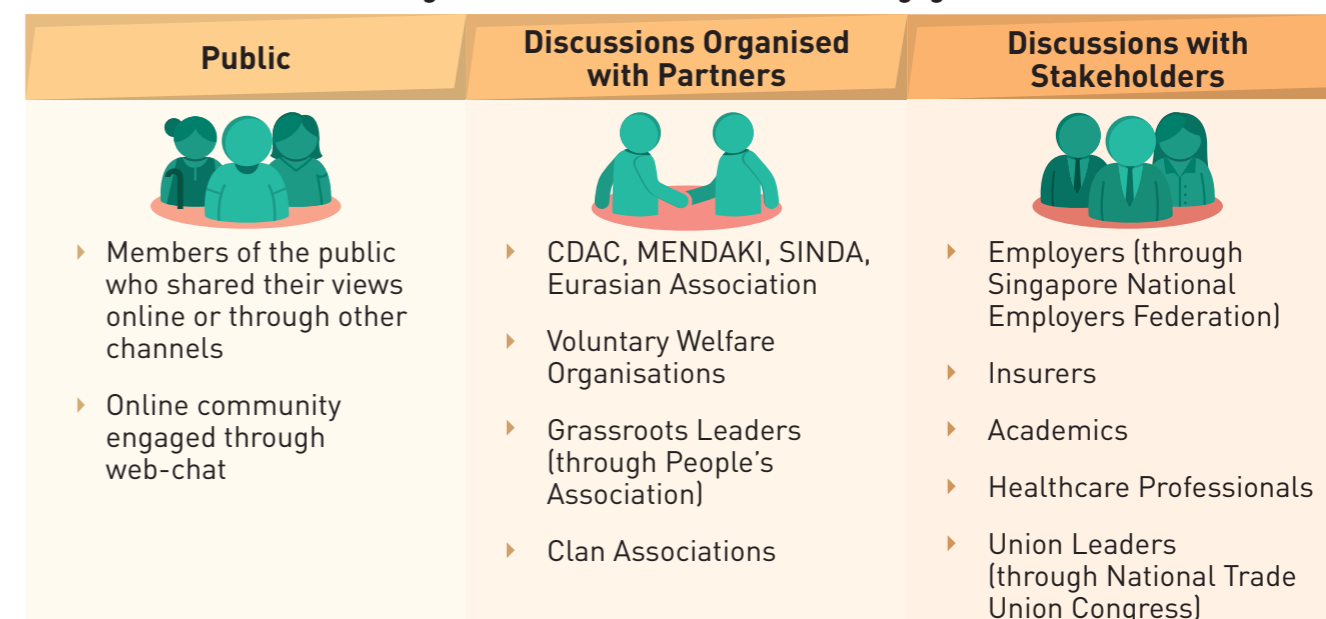 Public
▸ Members of the public
who shared their views
online or through other
channels
▸ Online community
engaged through
web-chat
Discussions Organised
with Partners
▸ CDAC, MENDAKI, SINDA,
Eurasian Association
▸ Voluntary Welfare
Organisations
▸ Grassroots Leaders
(through People's
Association)
▸ Clan Associations
Discussions with
Stakeholders
▸ Employers (through
Singapore National
Employers Federation)
▸ Insurers
▸ Academics
▸ Healthcare Professionals
▸ Union Leaders
(through National Trade
Union Congress)